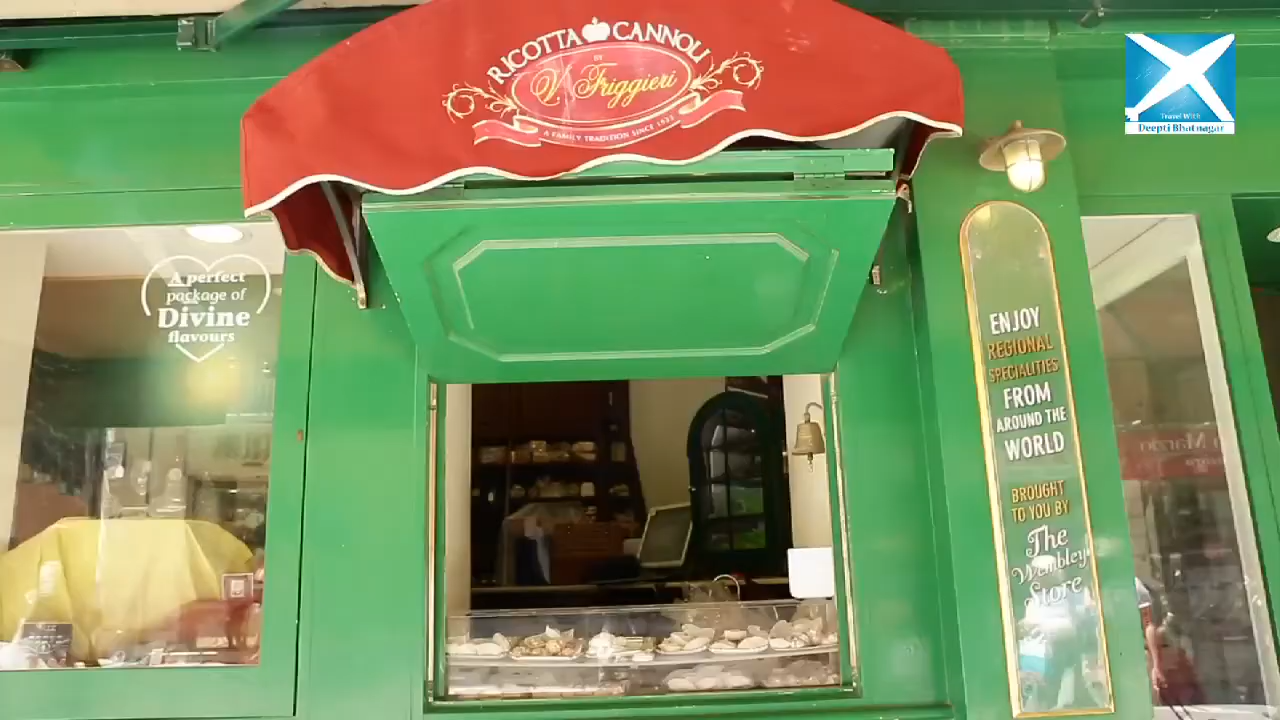 RICOTTA CANNOLI
BY
V. Friggieri
A FAMILY TRADITION SINCE 1925
Travel With
Deepti Bhatnagar
A perfect
package of
Divine
flavours
ENJOY
REGIONAL
SPECIALITIES
FROM
AROUND THE
WORLD
BROUGHT
TO YOU BY
The
Wembley
Store